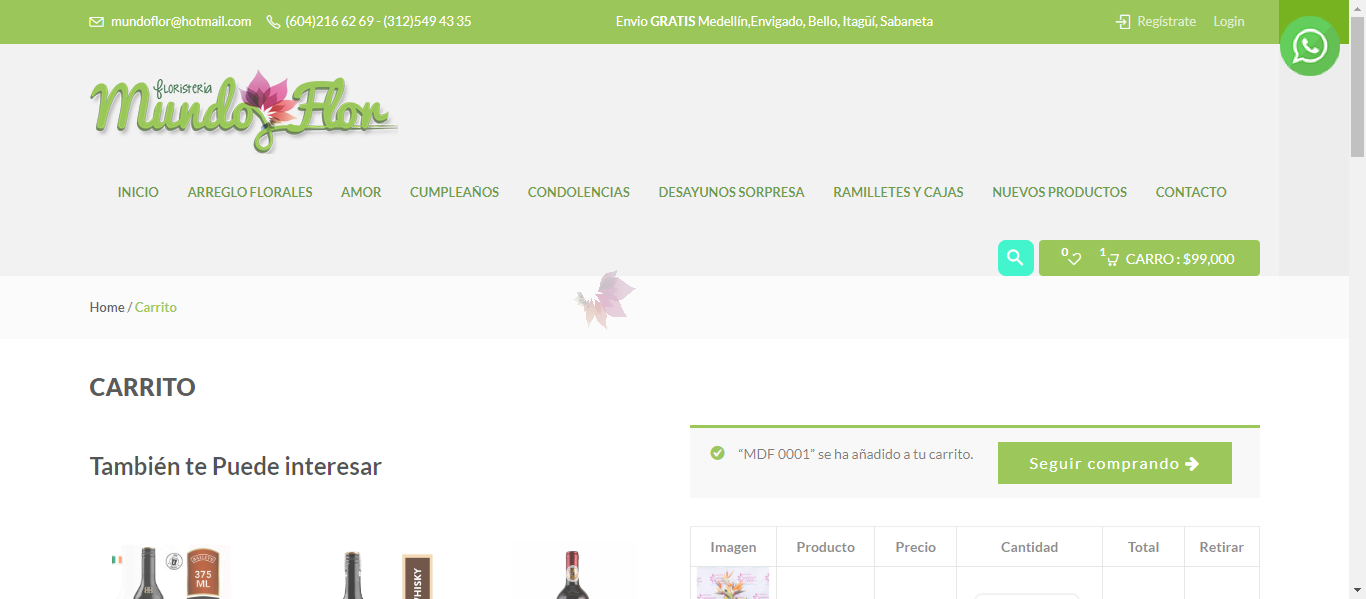 mundoflor@hotmail.com (604)216 62 69 - (312)549 43 35 Envio GRATIS Medellín,Envigado, Bello, Itagüí, Sabaneta Regístrate Login
floristería
Mundo Flor
INICIO ARREGLO FLORALES AMOR CUMPLEAÑOS CONDOLENCIAS DESAYUNOS SORPRESA RAMILLETES Y CAJAS NUEVOS PRODUCTOS CONTACTO
0 1 CARRO : $99,000
Home / Carrito
CARRITO
También te Puede interesar
“MDF 0001” se ha añadido a tu carrito. Seguir comprando
Imagen Producto Precio Cantidad Total Retirar
BAILEYS
375
ML
WHISKY